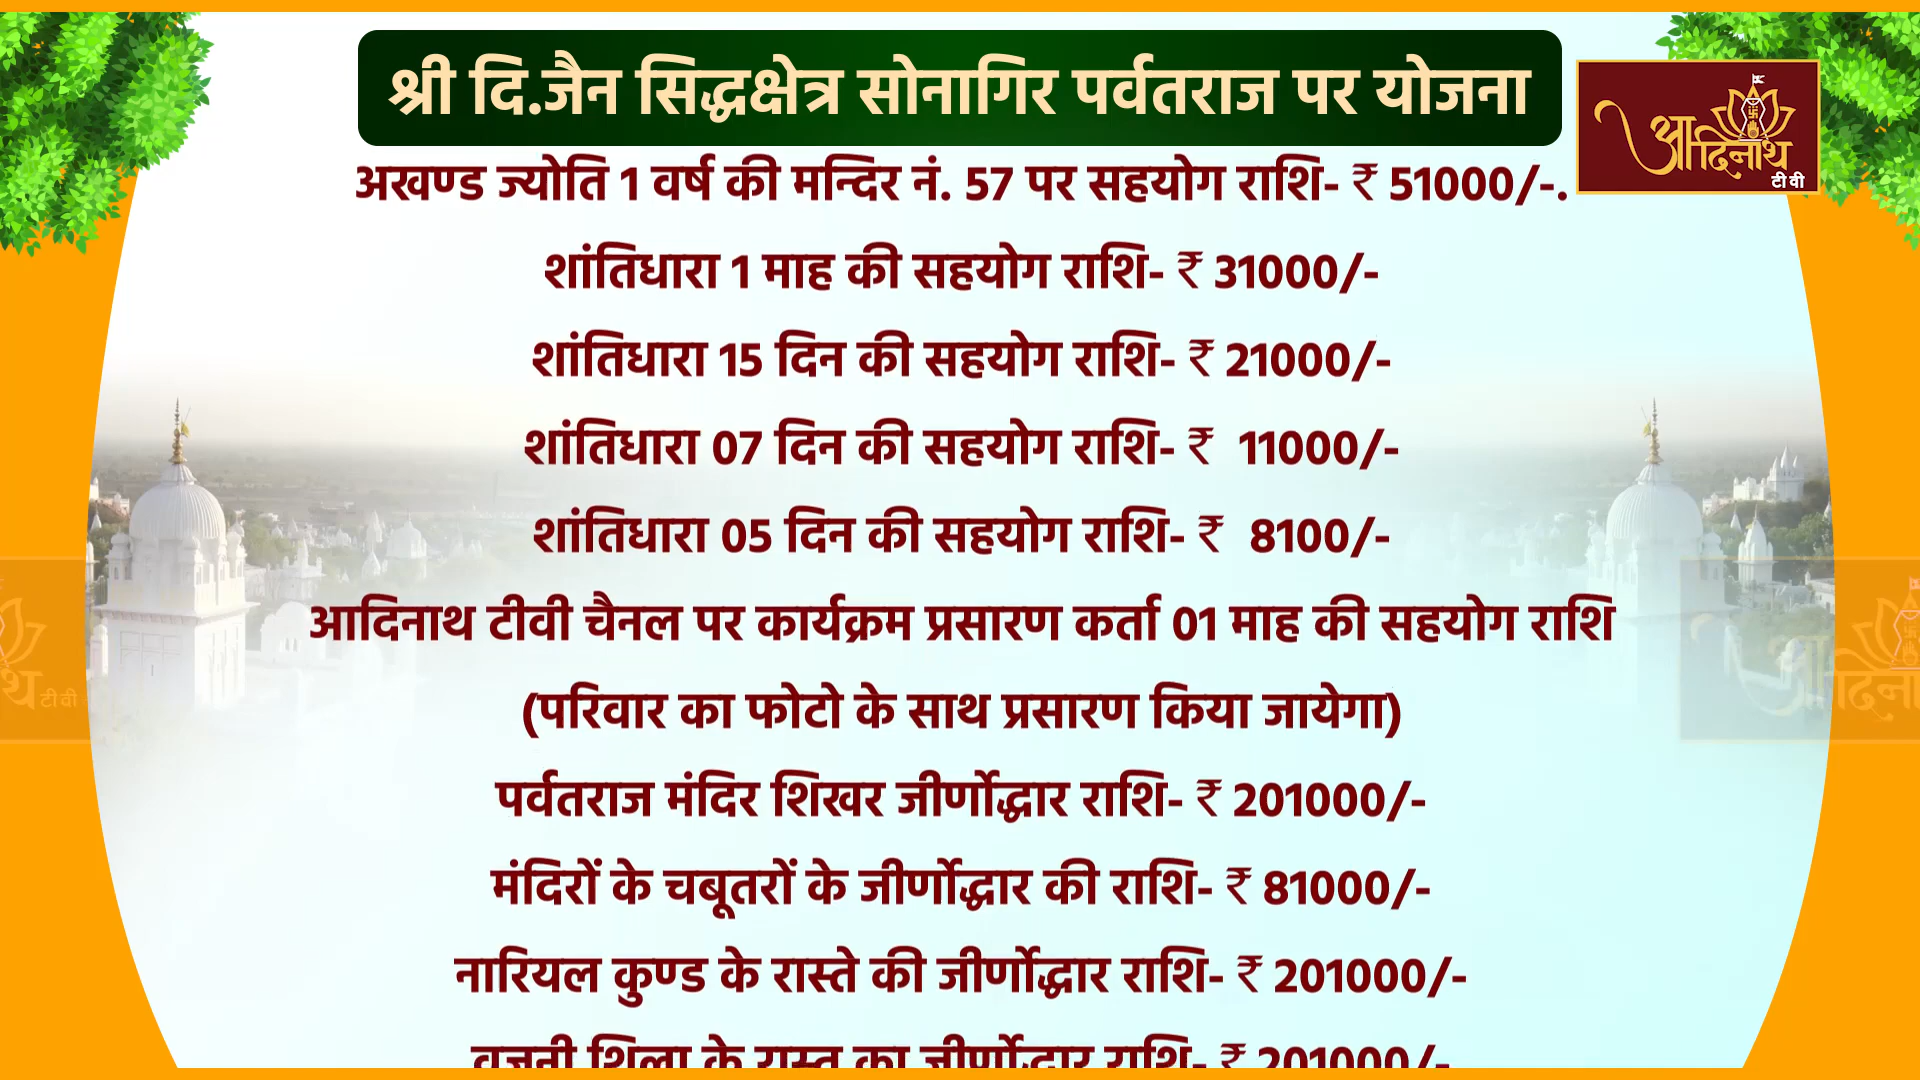 श्री दि.जैन सिद्धक्षेत्र सोनागिर पर्वतराज पर योजना
आदिनाथ
टी वी
अखण्ड ज्योति 1 वर्ष की मन्दिर नं. 57 पर सहयोग राशि- ₹ 51000/-.
शांतिधारा 1 माह की सहयोग राशि- ₹ 31000/-
शांतिधारा 15 दिन की सहयोग राशि- ₹ 21000/-
शांतिधारा 07 दिन की सहयोग राशि- ₹ 11000/-
शांतिधारा 05 दिन की सहयोग राशि- ₹ 8100/-
आदिनाथ टीवी चैनल पर कार्यक्रम प्रसारण कर्ता 01 माह की सहयोग राशि
(परिवार का फोटो के साथ प्रसारण किया जायेगा)
पर्वतराज मंदिर शिखर जीर्णोद्धार राशि- ₹ 201000/-
मंदिरों के चबूतरों के जीर्णोद्धार की राशि- ₹ 81000/-
नारियल कुण्ड के रास्ते की जीर्णोद्धार राशि- ₹ 201000/-
शिला के रास्त का जीर्णोद्धार राशि- ₹ 201000/-